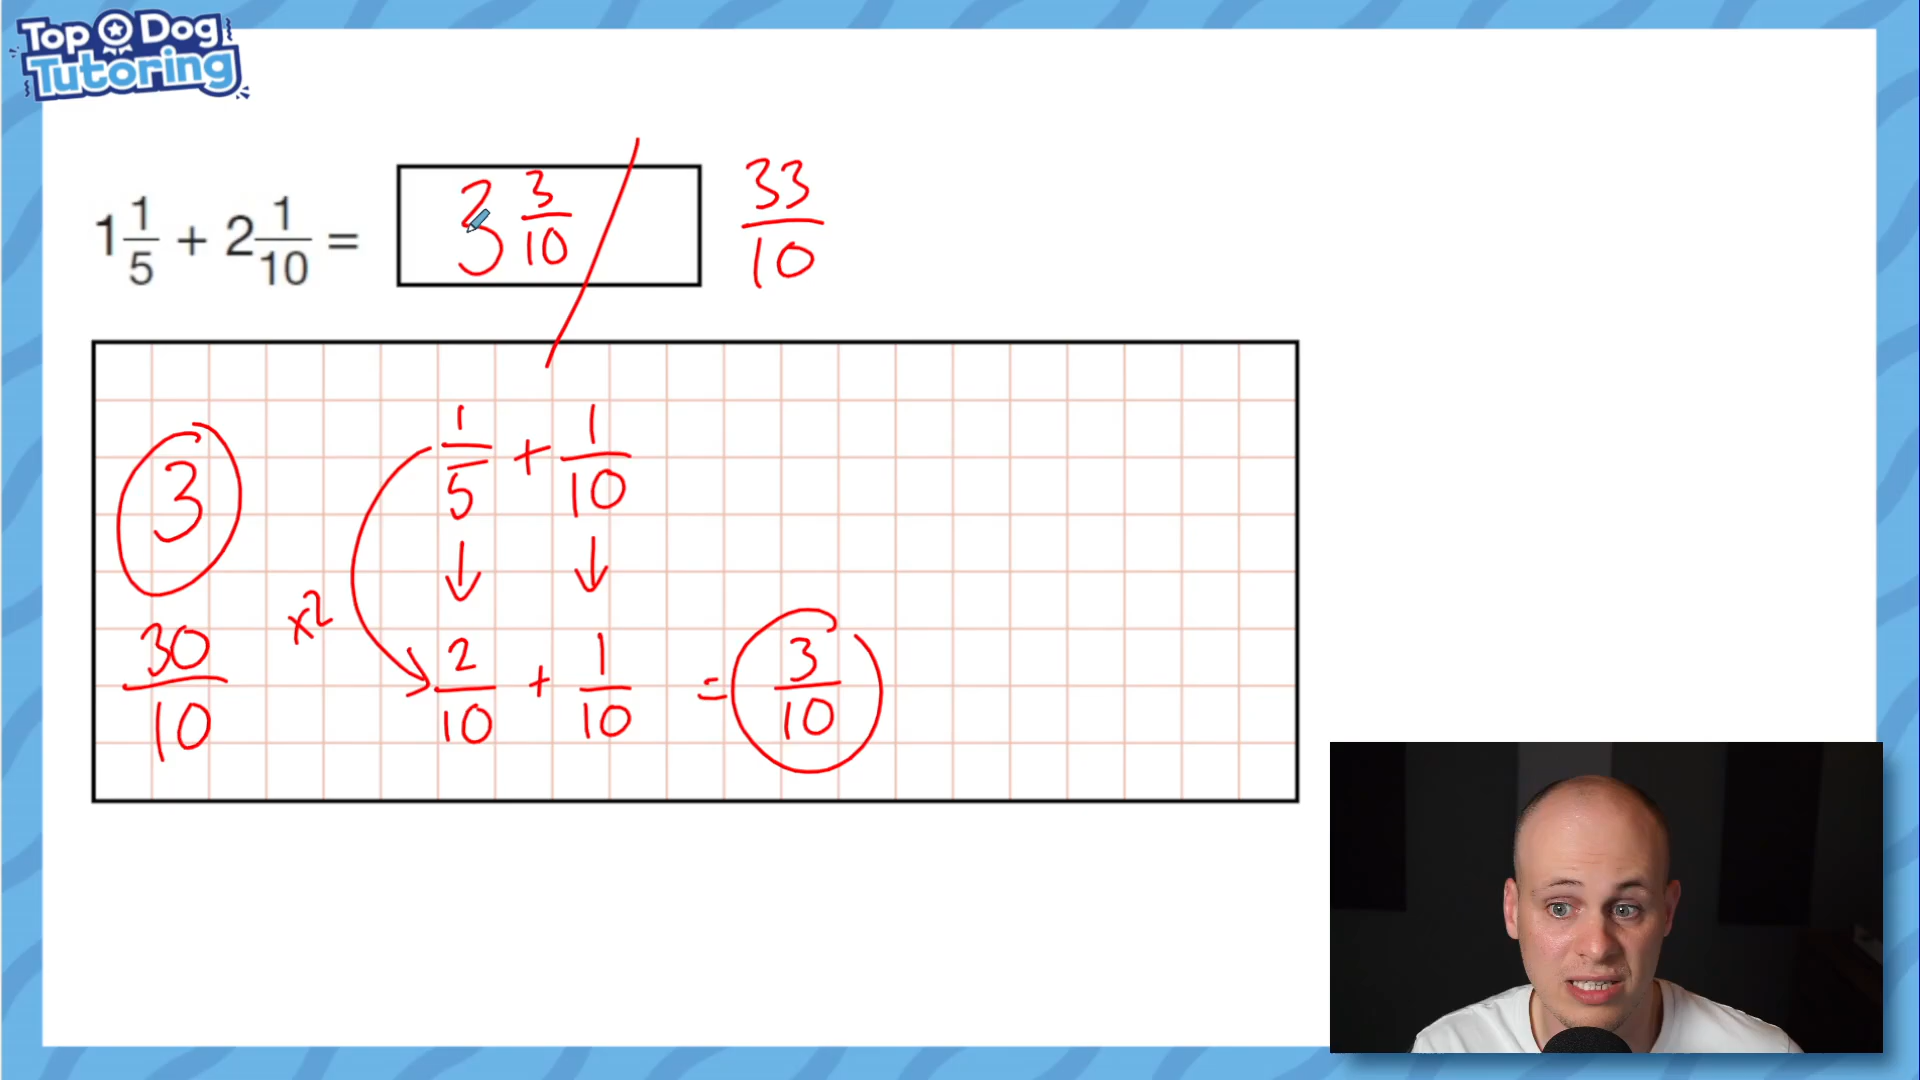 Top Dog
Tutoring
1 1/5 + 2 1/10 = 3 3/10
33/10
3
1/5 + 1/10
x2
30/10
2/10 + 1/10 = 3/10